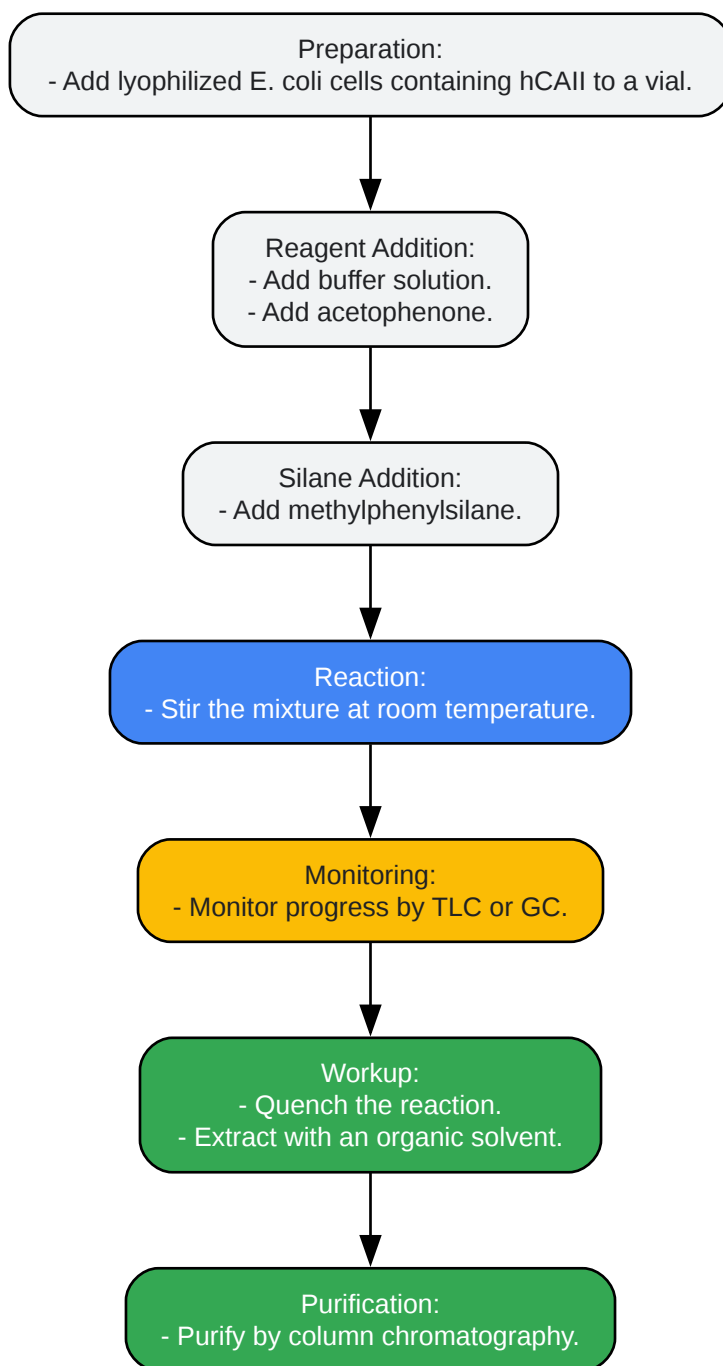 Preparation:
- Add lyophilized E. coli cells containing hCAII to a vial.
Reagent Addition:
- Add buffer solution.
- Add acetophenone.
Silane Addition:
- Add methylphenylsilane.
Reaction:
- Stir the mixture at room temperature.
Monitoring:
- Monitor progress by TLC or GC.
Workup:
- Quench the reaction.
- Extract with an organic solvent.
Purification:
- Purify by column chromatography.